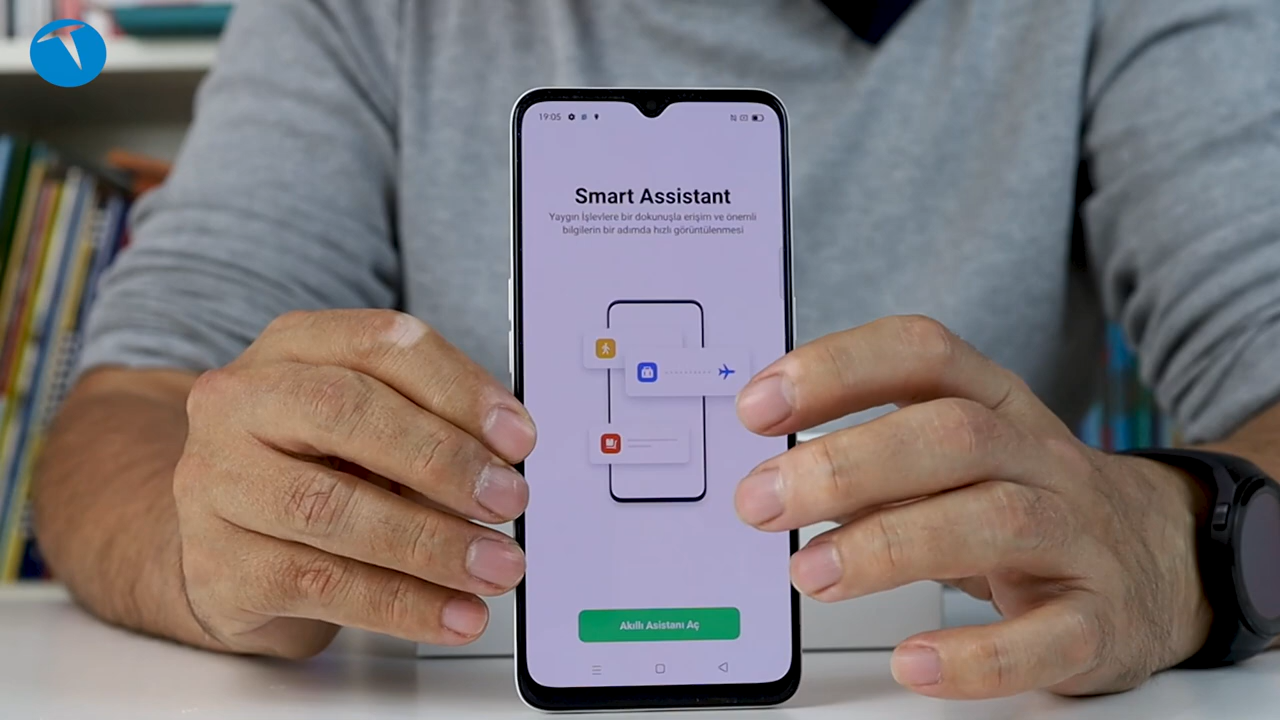 19:05
Smart Assistant
Yaygın İşlevlere bir dokunuşla erişim ve önemli
bilgilerin bir adımda hızlı görüntülenmesi
Akıllı Asistanı Aç